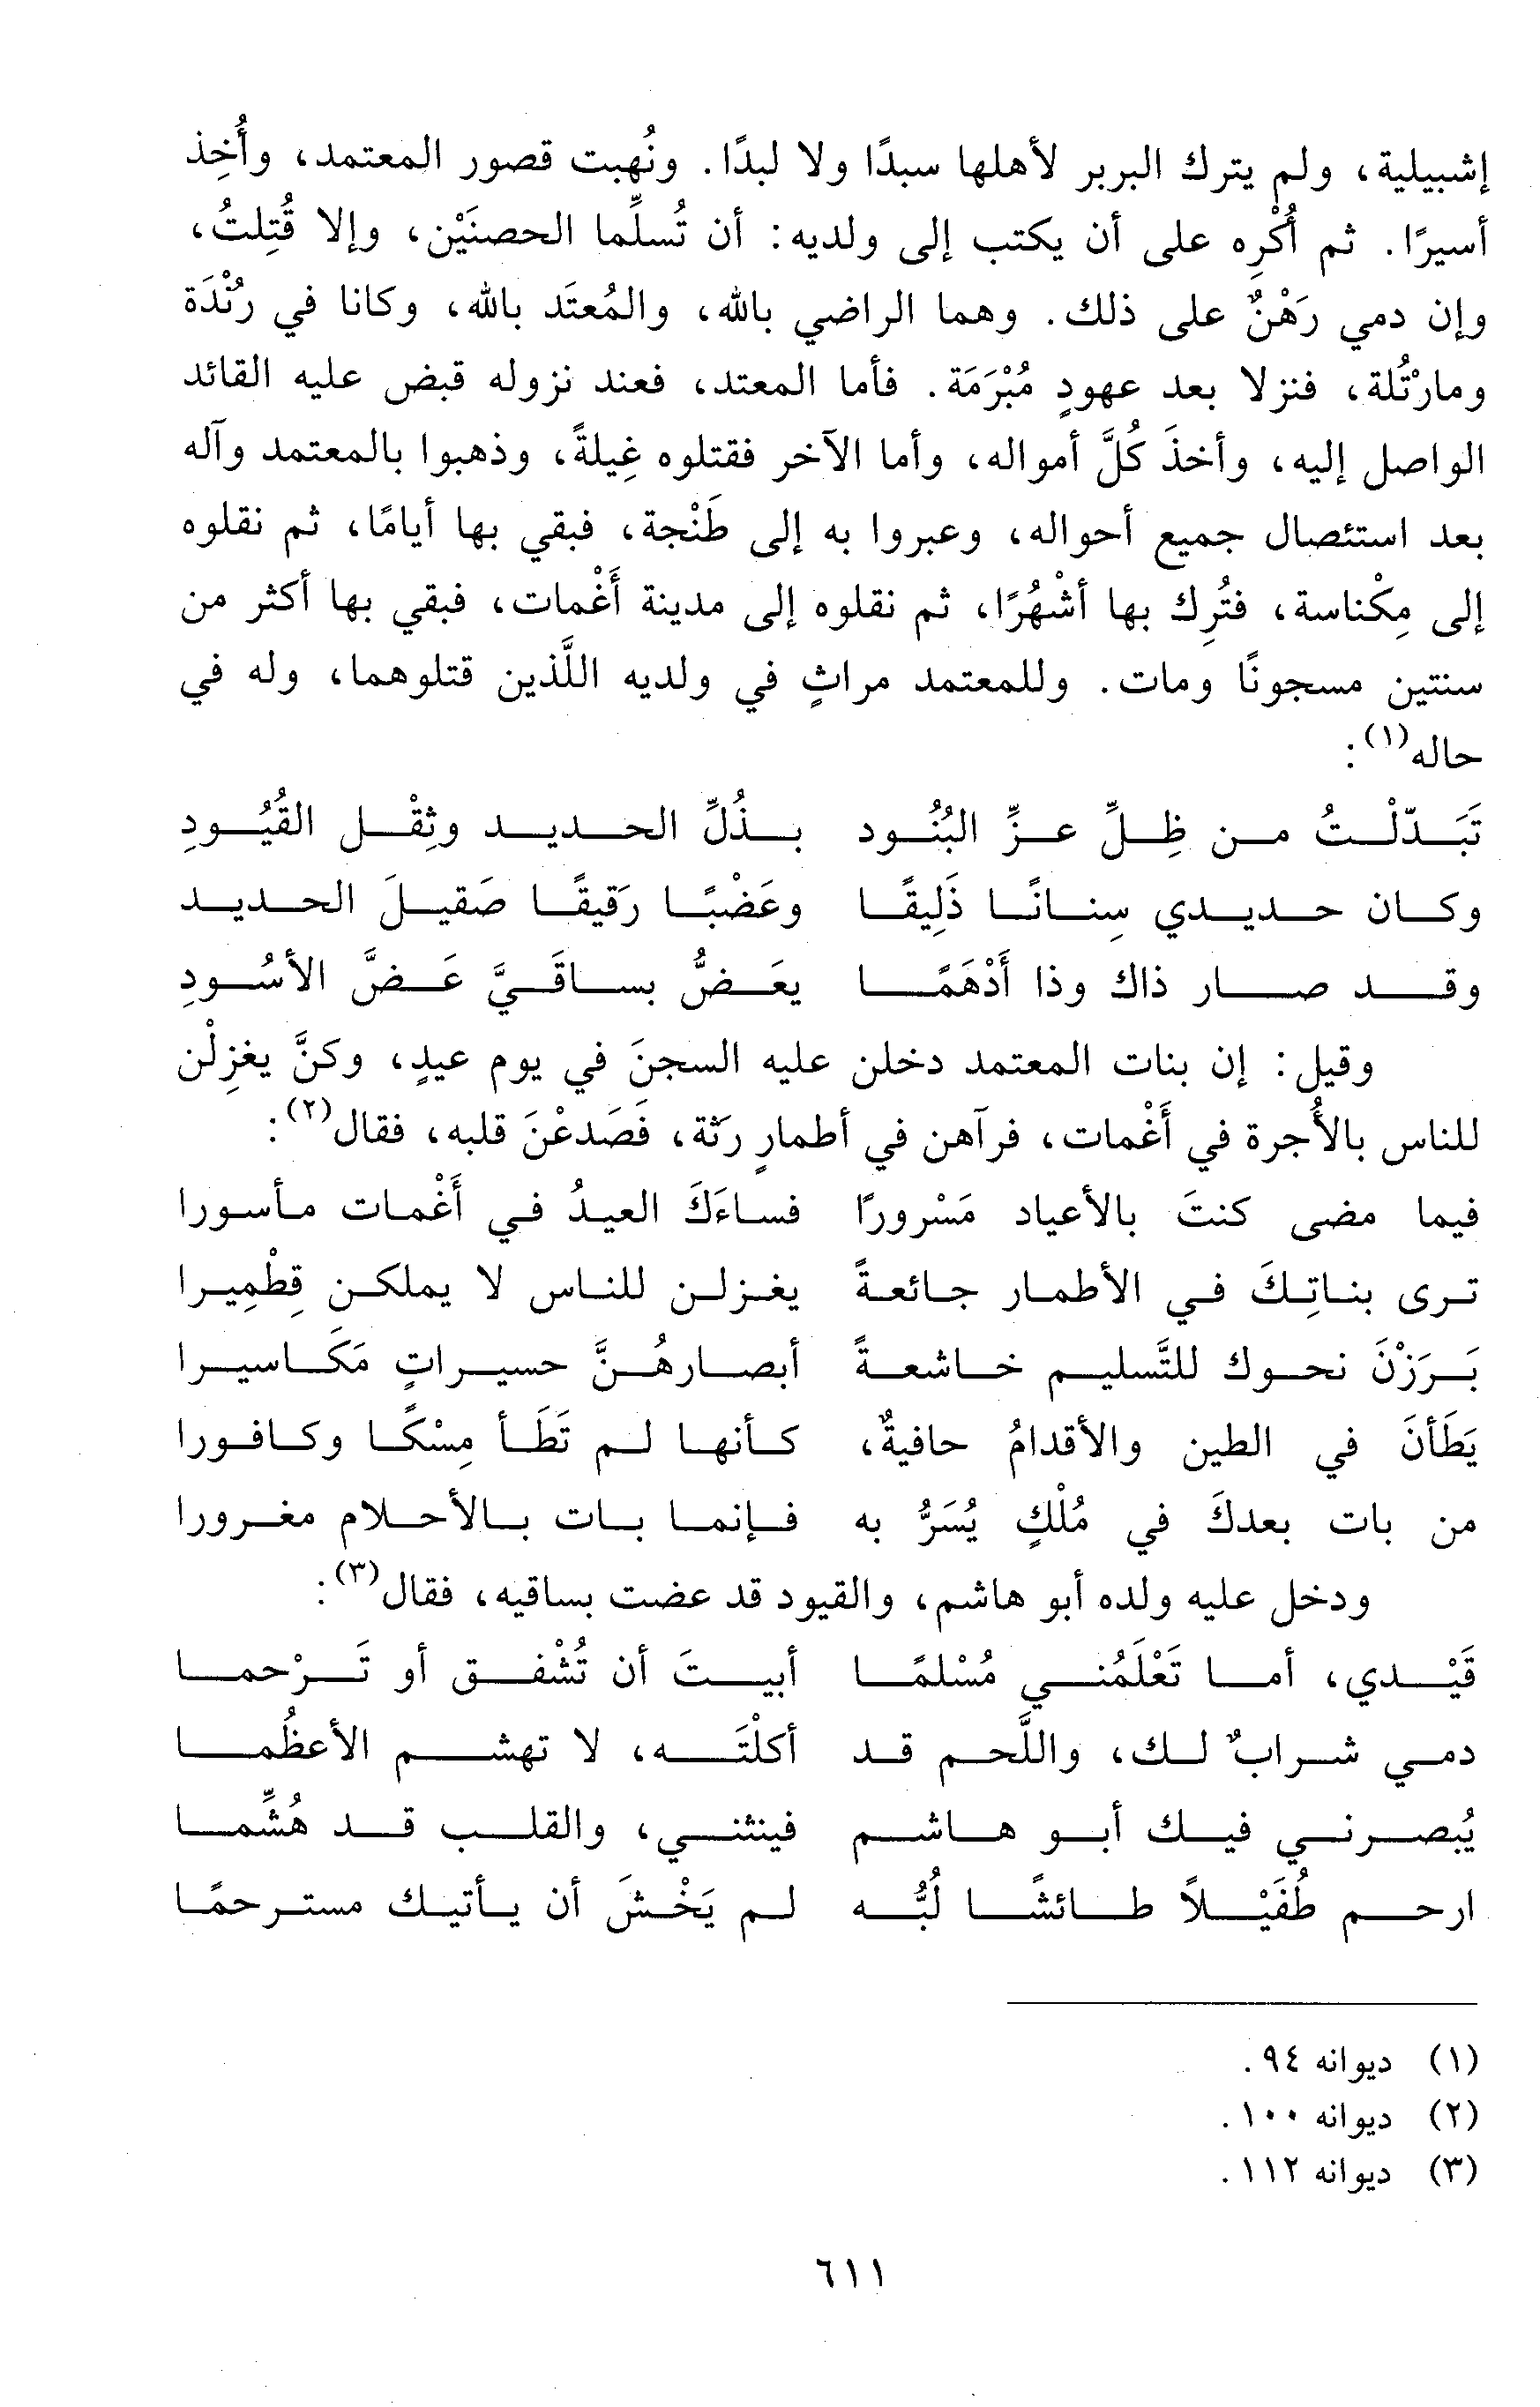 إشبيلية، ولم يترك البربر لأهلها سبدًا ولا لبدًا. ونُهبت قصور المعتمد، وأُخِذ
أسيرًا. ثم أُكْرِه على أن يكتب إلى ولديه: أن تُسلِّما الحصنَيْن، وإلا قُتِلتُ،
وإن دمي رَهْنٌ على ذلك. وهما الراضي بالله، والمُعتَد بالله، وكانا في رُنْدَة
ومارْتُلة، فنزلا بعد عهودٍ مُبْرَمَة. فأما المعتد، فعند نزوله قبض عليه القائد
الواصل إليه، وأخذَ كُلَّ أمواله، وأما الآخر فقتلوه غِيلةً، وذهبوا بالمعتمد وآله
بعد استئصال جميع أحواله، وعبروا به إلى طَنْجة، فبقي بها أيامًا، ثم نقلوه
إلى مِكْناسة، فتُرِك بها أشْهُرًا، ثم نقلوه إلى مدينة أَغْمات، فبقي بها أكثر من
سنتين مسجونًا ومات. وللمعتمد مراثٍ في ولديه اللَّذين قتلوهما، وله في
حاله(١):
تَبَدّلْتُ من ظِلِّ عزِّ البُنُود بذُلِّ الحديد وثِقْل القُيُودِ
وكان حديدي سِنانًا ذَلِيقًا وعَضْبًا رَقيقًا صَقيلَ الحديد
وقد صار ذاك وذا أَدْهَمًا يعَضُّ بساقَيَّ عَضَّ الأسُودِ
وقيل: إن بنات المعتمد دخلن عليه السجنَ في يوم عيدٍ، وكنَّ يغزِلْن
للناس بالأُجرة في أَغْمات، فرآهن في أطمارٍ رَثة، فَصَدعْنَ قلبه، فقال(٢):
فيما مضى كنتَ بالأعياد مَسْرورًا فساءَكَ العيدُ في أَغْمات مأسورا
ترى بناتِكَ في الأطمار جائعةً يغزلن للناس لا يملكن قِطْمِيرا
بَرَزْنَ نحوك للتَّسليم خاشعةً أبصارهُنَّ حسيراتٍ مَكَاسيرا
يَطَأنَ في الطين والأقدامُ حافيةٌ، كأنها لم تَطَأ مِسْكًا وكافورا
من بات بعدكَ في مُلْكٍ يُسَرُّ به فإنما بات بالأحلام مغرورا
ودخل عليه ولده أبو هاشم، والقيود قد عضت بساقيه، فقال(٣):
قَيْدي، أما تَعْلَمُني مُسْلمًا أبيتَ أن تُشْفق أو تَرْحما
دمي شرابٌ لك، واللَّحم قد أكلْتَه، لا تهشم الأعظُما
يُبصرني فيك أبو هاشم فينثني، والقلب قد هُشِّما
ارحم طُفَيْلاً طائشًا لُبُّه لم يَخْشَ أن يأتيك مسترحمًا
(١) ديوانه ٩٤.
(٢) ديوانه ١٠٠.
(٣) ديوانه ١١٢.
٦١١